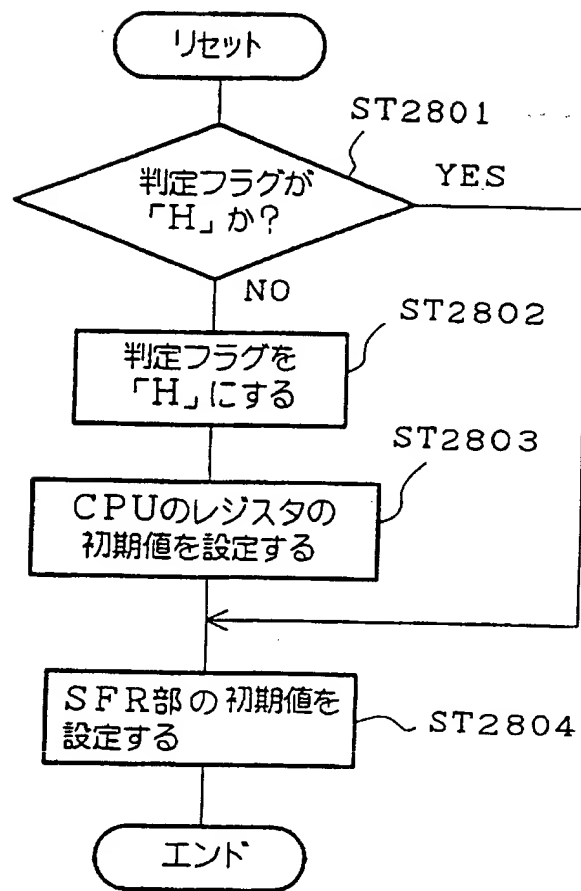 リセット
ST2801
判定フラグが
「H」か?
YES
NO
ST2802
判定フラグを
「H」にする
ST2803
CPUのレジスタの
初期値を設定する
SFR部の初期値を
設定する
ST2804
エンド